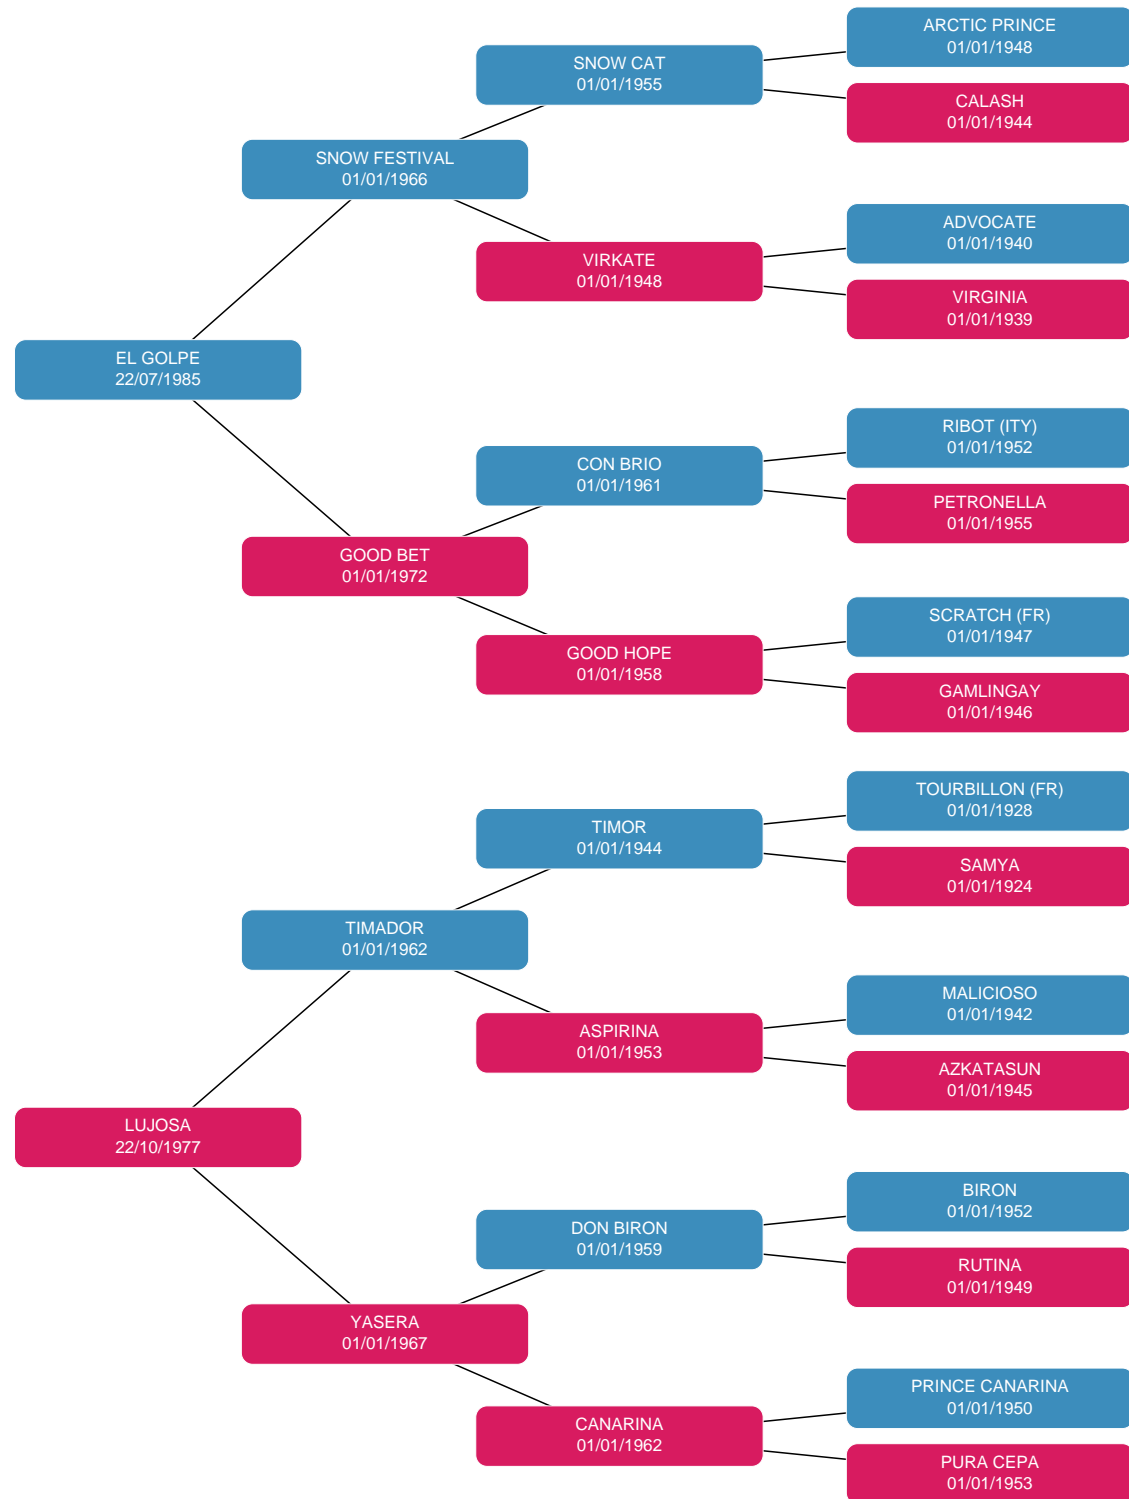 ARCTIC PRINCE
01/01/1948
SNOW CAT
01/01/1955
CALASH
01/01/1944
SNOW FESTIVAL
01/01/1966
ADVOCATE
01/01/1940
VIRKATE
01/01/1948
VIRGINIA
01/01/1939
EL GOLPE
22/07/1985
RIBOT (ITY)
01/01/1952
CON BRIO
01/01/1961
PETRONELLA
01/01/1955
GOOD BET
01/01/1972
SCRATCH (FR)
01/01/1947
GOOD HOPE
01/01/1958
GAMLINGAY
01/01/1946
TOURBILLON (FR)
01/01/1928
TIMOR
01/01/1944
SAMYA
01/01/1924
TIMADOR
01/01/1962
MALICIOSO
01/01/1942
ASPIRINA
01/01/1953
AZKATASUN
01/01/1945
LUJOSA
22/10/1977
BIRON
01/01/1952
DON BIRON
01/01/1959
RUTINA
01/01/1949
YASERA
01/01/1967
PRINCE CANARINA
01/01/1950
CANARINA
01/01/1962
PURA CEPA
01/01/1953